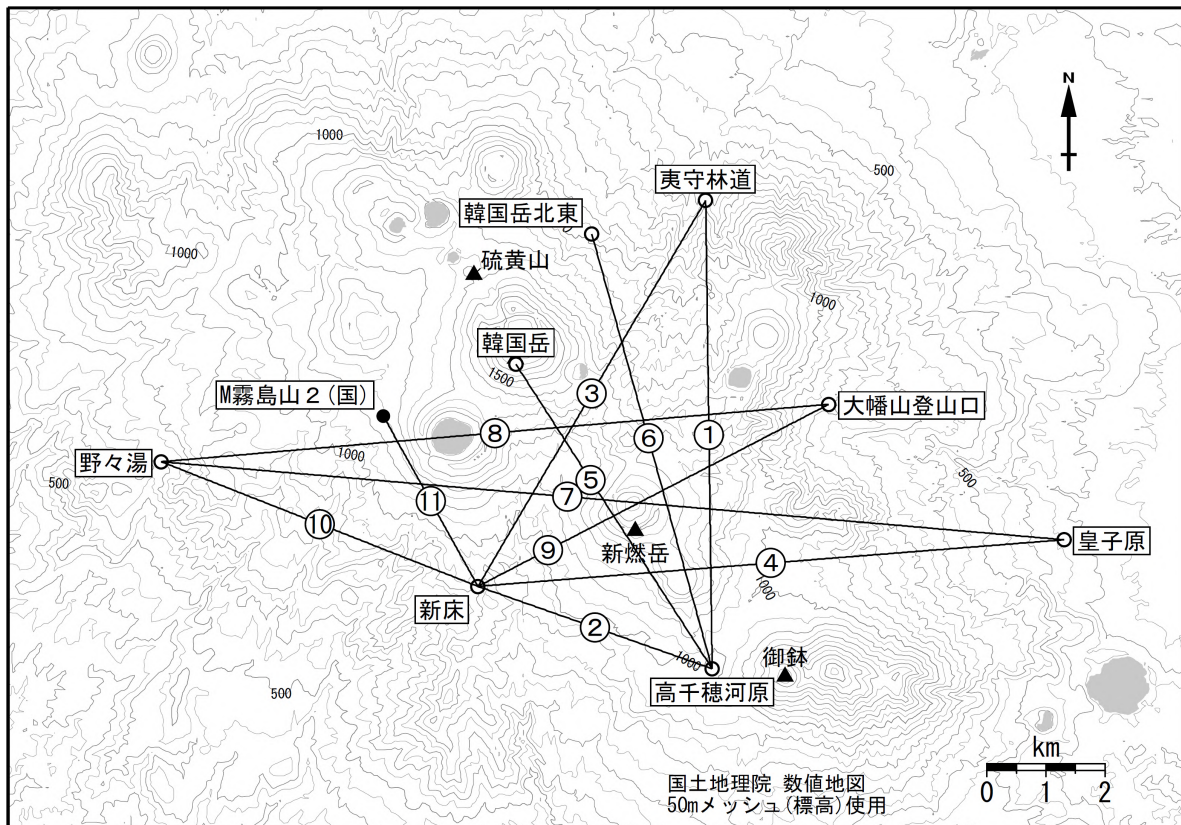 N
1000
500
夷守林道
韓国岳北東
1000
硫黄山
1000
韓国岳
1500
③
M霧島山2(国)
大幡山登山口
⑧
⑥
①
野々湯
1000
500
500
⑤
⑦
⑪
⑩
新燃岳
⑨
皇子原
④
1000
新床
②
1000
御鉢
高千穂河原
500
km
国土地理院 数値地図
50mメッシュ(標高)使用
0 1 2